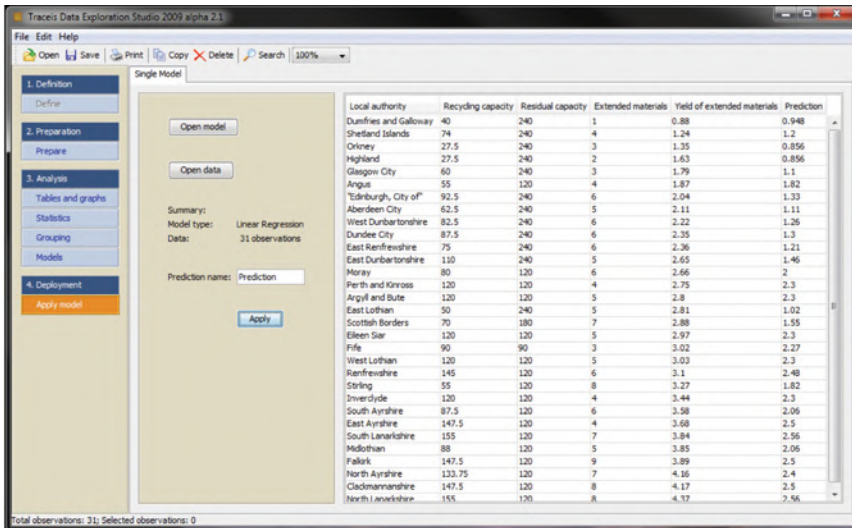 Traceis Data Exploration Studio 2009 alpha 2.1
File Edit Help
Open Save Print Copy Delete Search 100%
Single Model
1. Definition
Define
2. Preparation
Prepare
3. Analysis
Tables and graphs
Statistics
Grouping
Models
4. Deployment
Apply model
Open model
Open data
Summary:
Model type: Linear Regression
Data: 31 observations
Prediction name: Prediction
Apply
Local authority Recycling capacity Residual capacity Extended materials Yield of extended materials Prediction
Dumfries and Galloway 40 240 1 0.88 0.948
Shetland Islands 74 240 4 1.24 1.2
Orkney 27.5 240 3 1.35 0.856
Highland 27.5 240 2 1.63 0.856
Glasgow City 60 240 3 1.79 1.1
Angus 55 120 4 1.87 1.82
"Edinburgh, City of" 92.5 240 6 2.04 1.33
Aberdeen City 62.5 240 5 2.11 1.11
West Dunbartonshire 82.5 240 6 2.22 1.26
Dundee City 87.5 240 6 2.35 1.3
East Renfrewshire 75 240 6 2.36 1.21
East Dunbartonshire 110 240 5 2.65 1.46
Moray 80 120 6 2.66 2
Perth and Kinross 120 120 4 2.75 2.3
Argyll and Bute 120 120 5 2.8 2.3
East Lothian 50 240 5 2.81 1.02
Scottish Borders 70 180 7 2.88 1.55
Eileen Siar 120 120 5 2.97 2.3
Fife 90 90 3 3.02 2.27
West Lothian 120 120 5 3.03 2.3
Renfrewshire 145 120 6 3.1 2.48
Stirling 55 120 8 3.27 1.82
Inverclyde 120 120 4 3.44 2.3
South Ayrshire 87.5 120 6 3.58 2.06
East Ayrshire 147.5 120 4 3.68 2.5
South Lanarkshire 155 120 7 3.84 2.56
Midlothian 88 120 5 3.85 2.06
Falkirk 147.5 120 9 3.89 2.5
North Ayrshire 133.75 120 7 4.16 2.4
Clackmannanshire 147.5 120 8 4.17 2.5
North Lanarkshire 155 120 8 4.37 2.56
Total observations: 31; Selected observations: 0